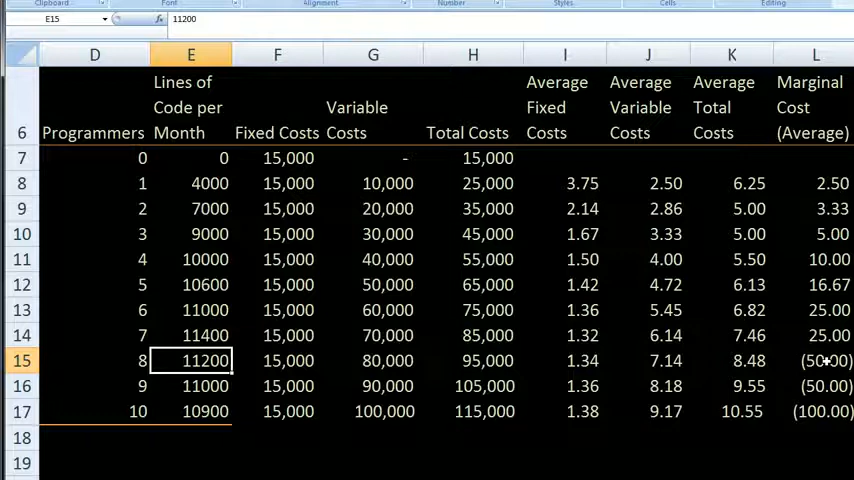 Clipboard Font Alignment Number Styles Cells Editing
E15 fx 11200
D E F G H I J K L
Lines of Average Average Average Marginal
Code per Variable Fixed Variable Total Cost
6 Programmers Month Fixed Costs Costs Total Costs Costs Costs Costs (Average)
7 0 0 15,000 - 15,000
8 1 4000 15,000 10,000 25,000 3.75 2.50 6.25 2.50
9 2 7000 15,000 20,000 35,000 2.14 2.86 5.00 3.33
10 3 9000 15,000 30,000 45,000 1.67 3.33 5.00 5.00
11 4 10000 15,000 40,000 55,000 1.50 4.00 5.50 10.00
12 5 10600 15,000 50,000 65,000 1.42 4.72 6.13 16.67
13 6 11000 15,000 60,000 75,000 1.36 5.45 6.82 25.00
14 7 11400 15,000 70,000 85,000 1.32 6.14 7.46 25.00
15 8 11200 15,000 80,000 95,000 1.34 7.14 8.48 (50.00)
16 9 11000 15,000 90,000 105,000 1.36 8.18 9.55 (50.00)
17 10 10900 15,000 100,000 115,000 1.38 9.17 10.55 (100.00)
18
19